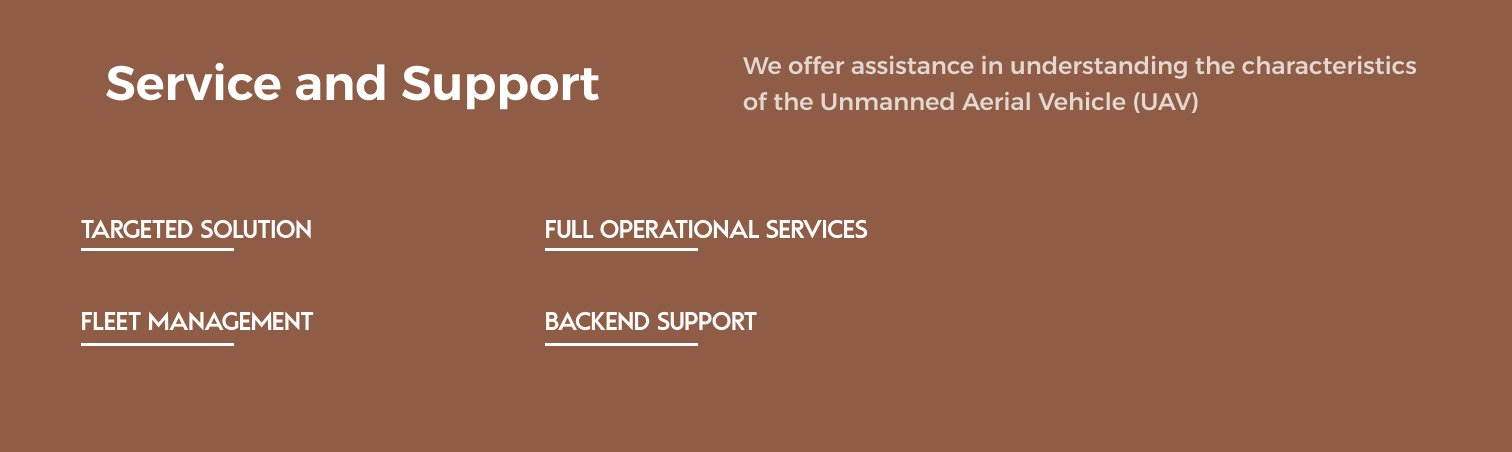 Service and Support
We offer assistance in understanding the characteristics
of the Unmanned Aerial Vehicle (UAV)
TARGETED SOLUTION
FULL OPERATIONAL SERVICES
FLEET MANAGEMENT
BACKEND SUPPORT